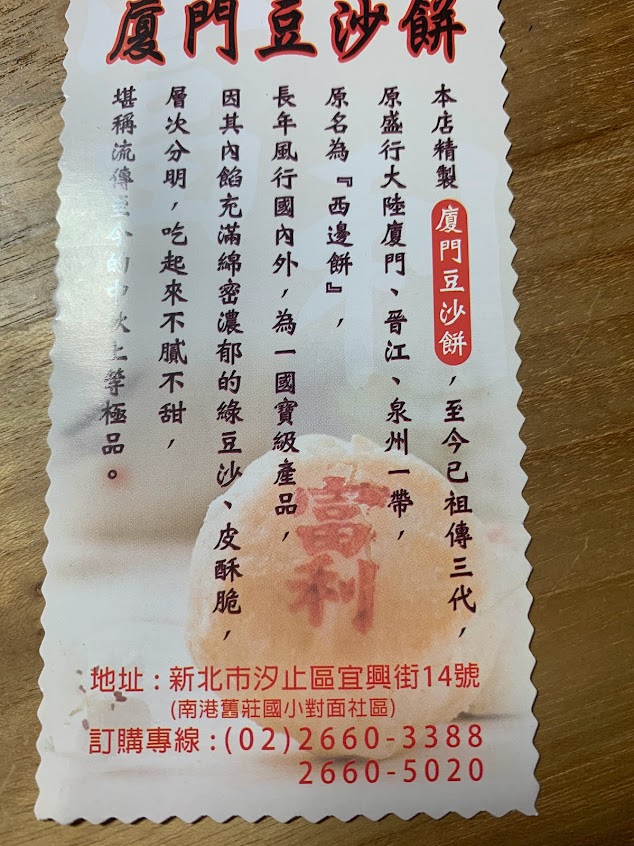 廈門豆沙餅
本店精製 廈門豆沙餅，至今已祖傳三代，
原盛行大陸廈門、晉江、泉州一帶，
原名為『西邊餅』，
長年風行國內外，為一國寶級產品，
因其內餡充滿綿密濃郁的綠豆沙、皮酥脆，
層次分明，吃起來不膩不甜，
堪稱流傳至今的 上等極品。
富利
地址：新北市汐止區宜興街14號
(南港舊莊國小對面社區)
訂購專線：(02)2660-3388
2660-5020